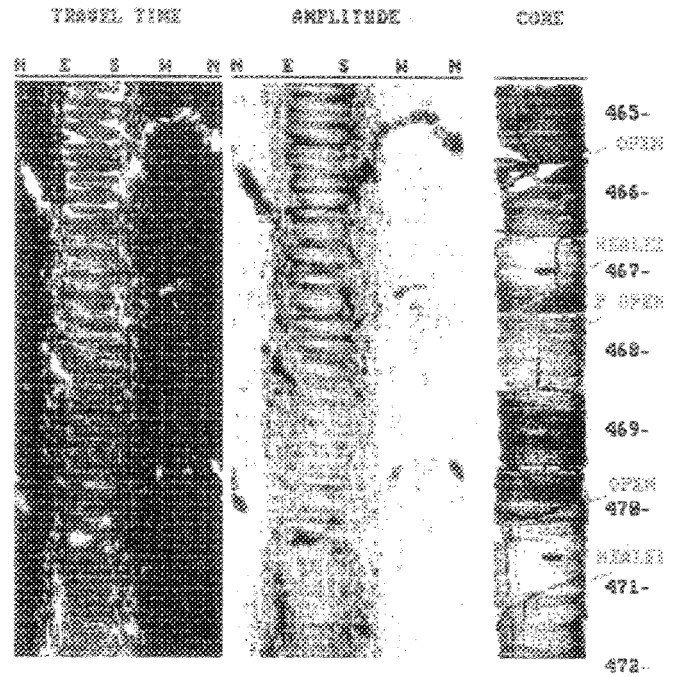 TRAVEL TIME AMPLITUDE CORE
N E S W N N E S W N
465-
OPEN
466-
HEALED
467-
P OPEN
468-
469-
OPEN
470-
HEALED
471-
472-